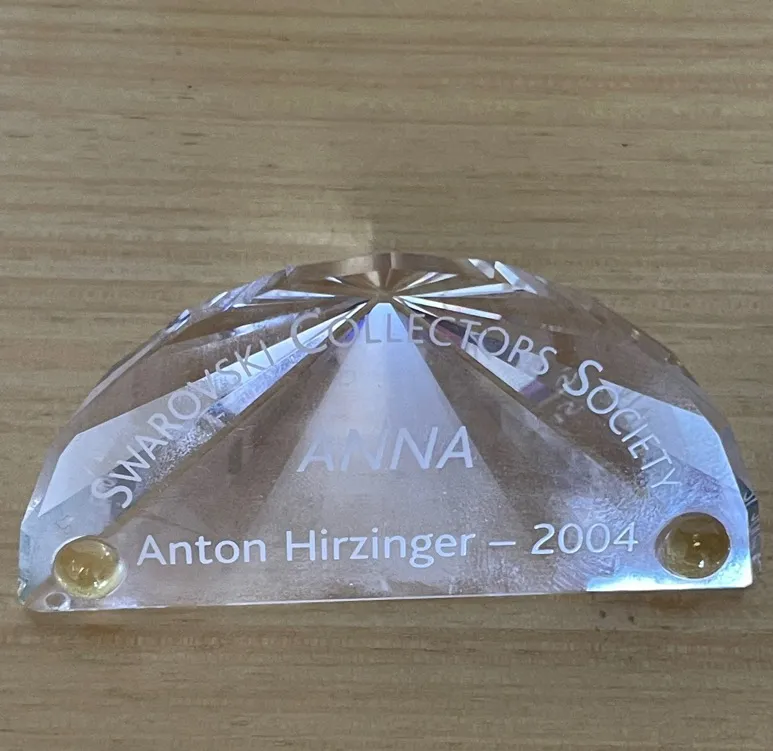 SWAROVSKI COLLECTORS SOCIETY
ANNA
Anton Hirzinger – 2004